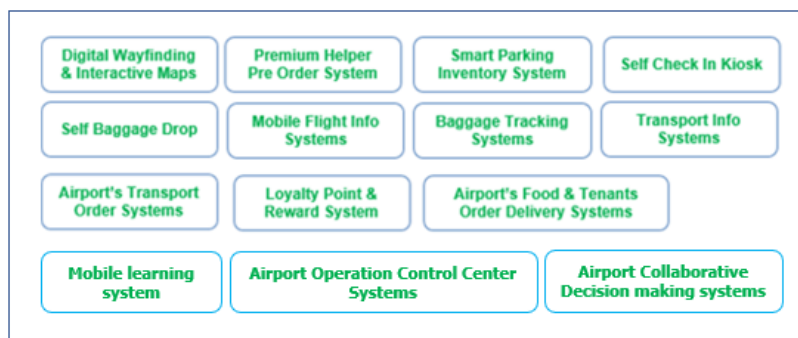 Digital Wayfinding
& Interactive Maps
Premium Helper
Pre Order System
Smart Parking
Inventory System
Self Check In Kiosk
Self Baggage Drop
Mobile Flight Info
Systems
Baggage Tracking
Systems
Transport Info
Systems
Airport's Transport
Order Systems
Loyalty Point &
Reward System
Airport's Food & Tenants
Order Delivery Systems
Mobile learning
system
Airport Operation Control Center
Systems
Airport Collaborative
Decision making systems